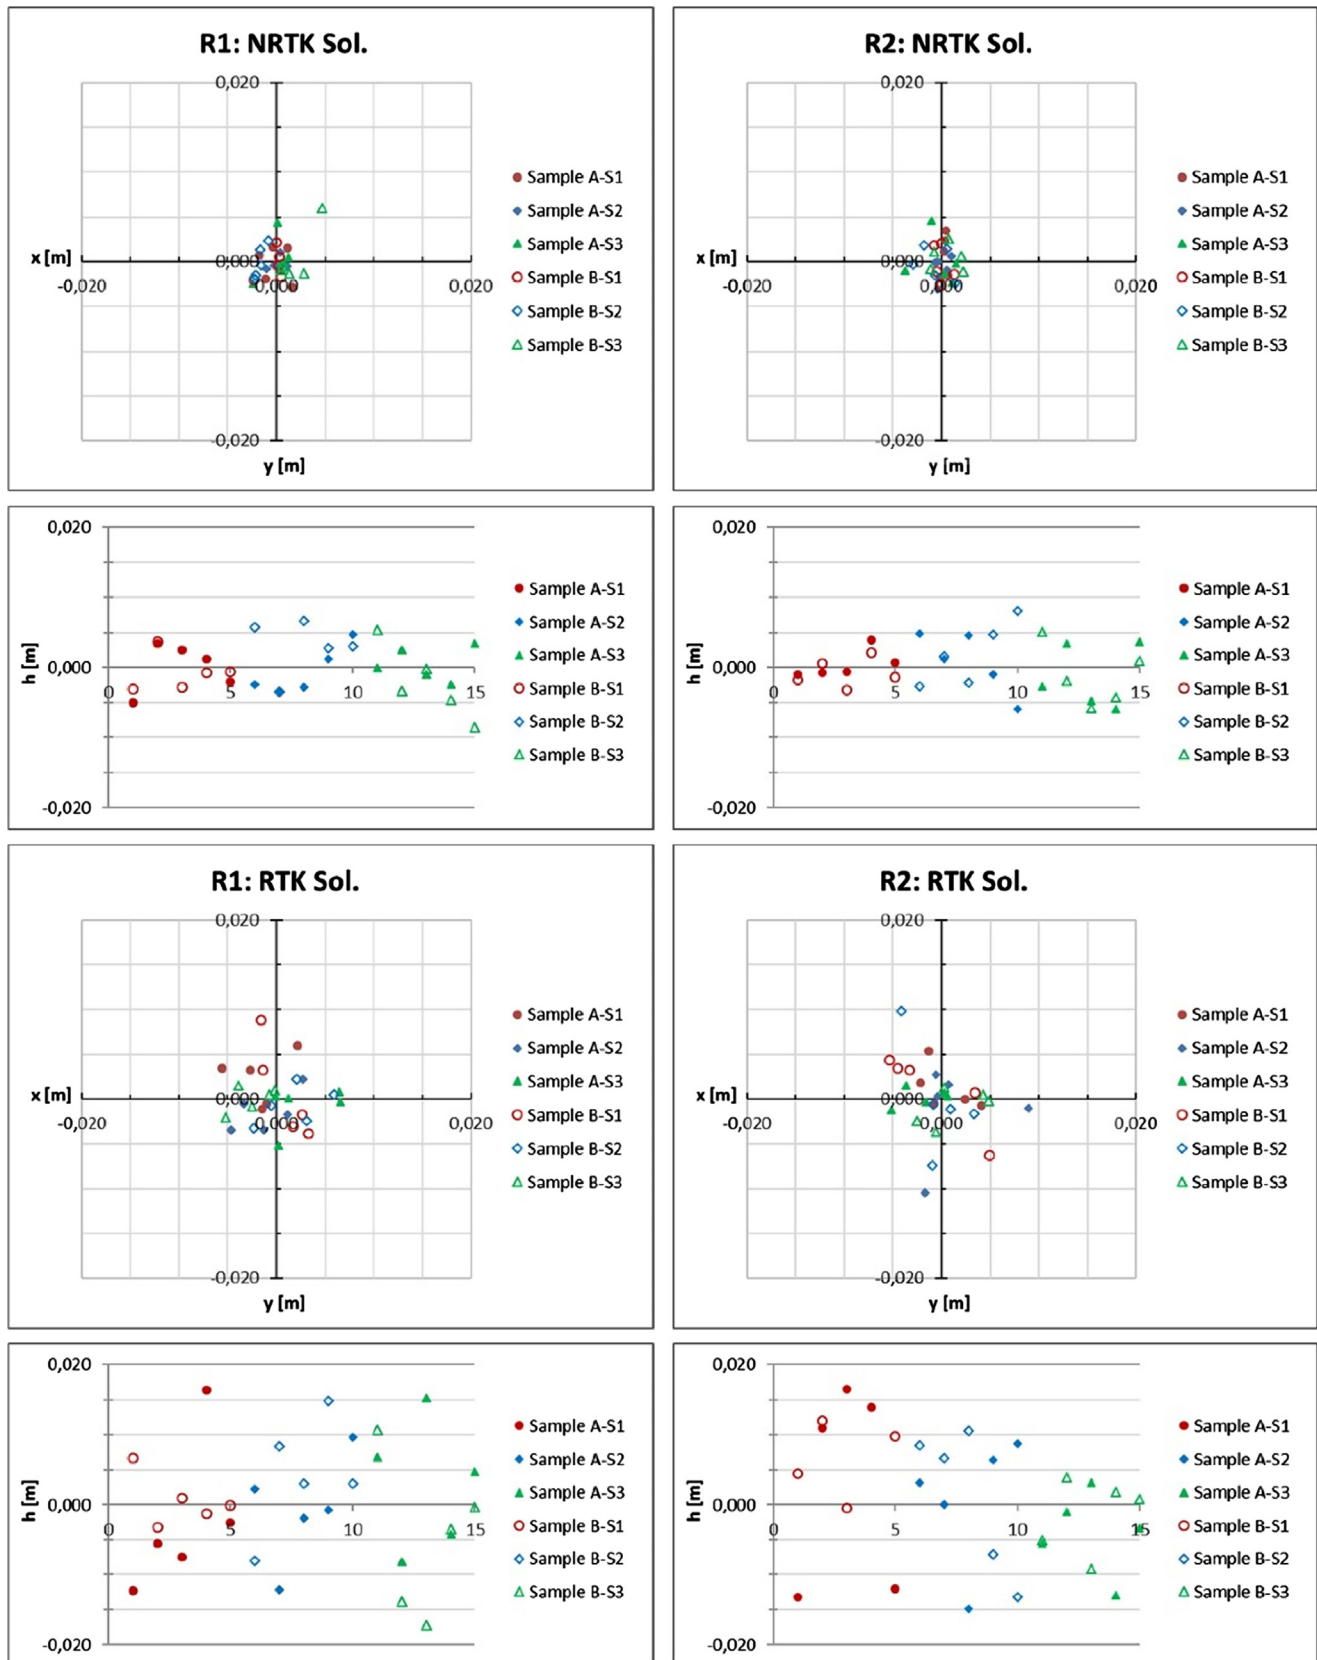 R1: NRTK Sol.
0,020
x [m]
0,000
-0,020
0,000
0,020
-0,020
y [m]
Sample A-S1
Sample A-S2
Sample A-S3
Sample B-S1
Sample B-S2
Sample B-S3
R2: NRTK Sol.
0,020
x [m]
0,000
-0,020
0,000
0,020
-0,020
y [m]
Sample A-S1
Sample A-S2
Sample A-S3
Sample B-S1
Sample B-S2
Sample B-S3
0,020
h [m]
0,000
0 5 10 15
-0,020
Sample A-S1
Sample A-S2
Sample A-S3
Sample B-S1
Sample B-S2
Sample B-S3
0,020
h [m]
0,000
0 5 10 15
-0,020
Sample A-S1
Sample A-S2
Sample A-S3
Sample B-S1
Sample B-S2
Sample B-S3
R1: RTK Sol.
0,020
x [m]
0,000
-0,020
0,000
0,020
-0,020
y [m]
Sample A-S1
Sample A-S2
Sample A-S3
Sample B-S1
Sample B-S2
Sample B-S3
R2: RTK Sol.
0,020
x [m]
0,000
-0,020
0,000
0,020
-0,020
y [m]
Sample A-S1
Sample A-S2
Sample A-S3
Sample B-S1
Sample B-S2
Sample B-S3
0,020
h [m]
0,000
0 5 10 15
-0,020
Sample A-S1
Sample A-S2
Sample A-S3
Sample B-S1
Sample B-S2
Sample B-S3
0,020
h [m]
0,000
0 5 10 15
-0,020
Sample A-S1
Sample A-S2
Sample A-S3
Sample B-S1
Sample B-S2
Sample B-S3